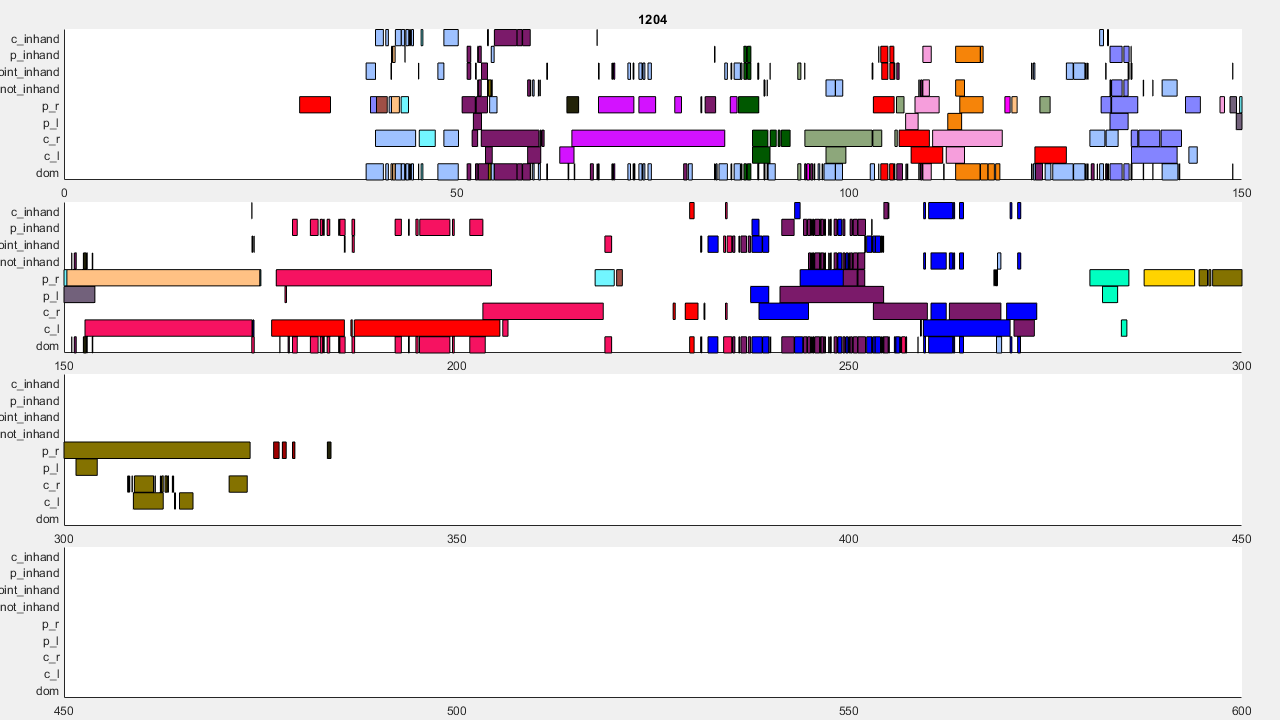 1204
c_inhand
p_inhand
oint_inhand
not_inhand
p_r
p_l
c_r
c_l
dom
0 50 100 150
c_inhand
p_inhand
oint_inhand
not_inhand
p_r
p_l
c_r
c_l
dom
150 200 250 300
c_inhand
p_inhand
oint_inhand
not_inhand
p_r
p_l
c_r
c_l
dom
300 350 400 450
c_inhand
p_inhand
oint_inhand
not_inhand
p_r
p_l
c_r
c_l
dom
450 500 550 600